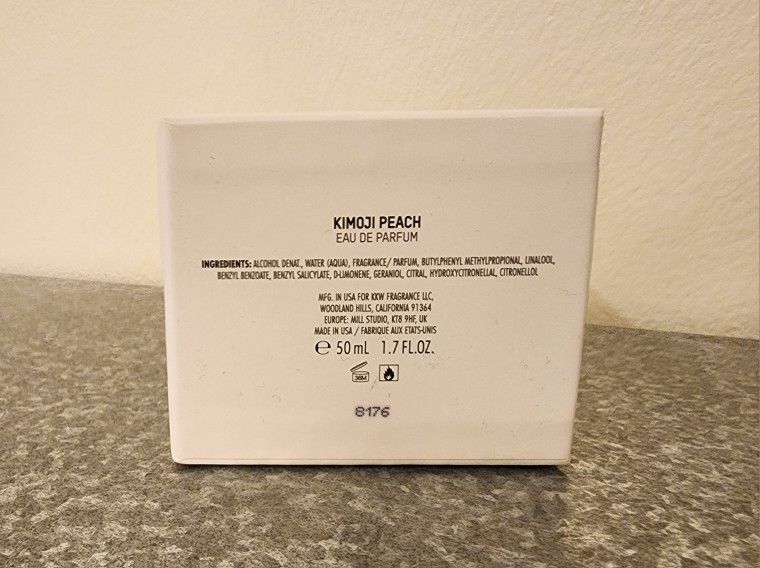 KIMOJI PEACH
EAU DE PARFUM
INGREDIENTS: ALCOHOL DENAT., WATER (AQUA), FRAGRANCE/ PARFUM, BUTYLPHENYL METHYLPROPIONAL, LINALOOL,
BENZYL BENZOATE, BENZYL SALICYLATE, D-LIMONENE, GERANIOL, CITRAL, HYDROXYCITRONELLAL, CITRONELLOL
MFG. IN USA FOR KKW FRAGRANCE LLC,
WOODLAND HILLS, CALIFORNIA 91364
EUROPE: MILL STUDIO, KT8 9HF, UK
MADE IN USA / FABRIQUE AUX ETATS-UNIS
℮ 50 mL 1.7 FL.OZ.
36M
8176